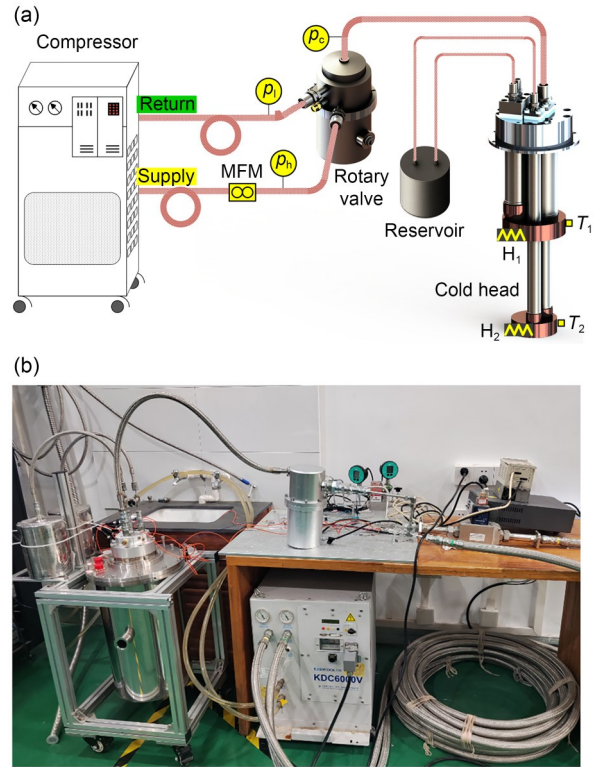 (a)
Compressor
p_c
Return
p_l
Supply
MFM
p_h
Rotary
valve
Reservoir
T_1
H_1
Cold head
H_2
T_2
(b)
KDC6000V